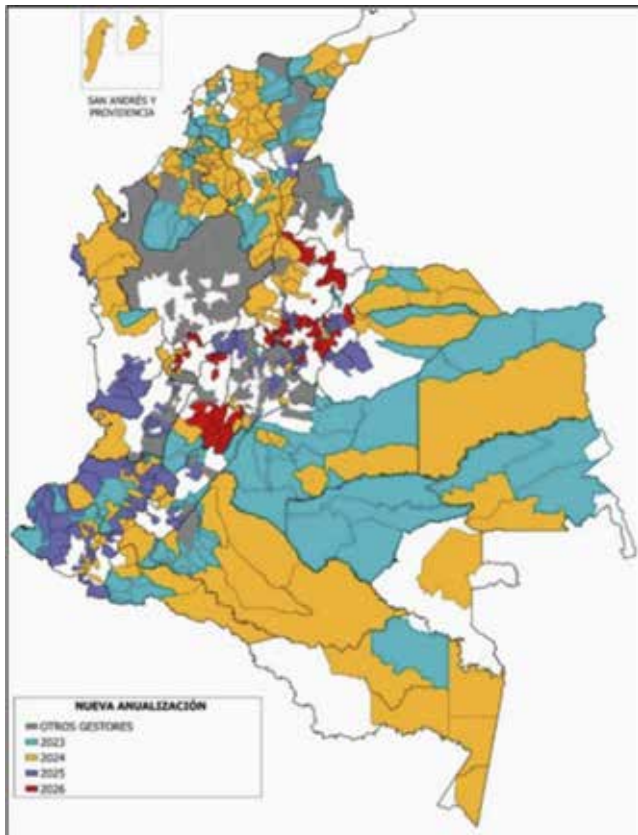 SAN ANDRÉS Y
PROVIDENCIA
NUEVA ANUALIZACIÓN
OTROS GESTORES
2023
2024
2025
2026